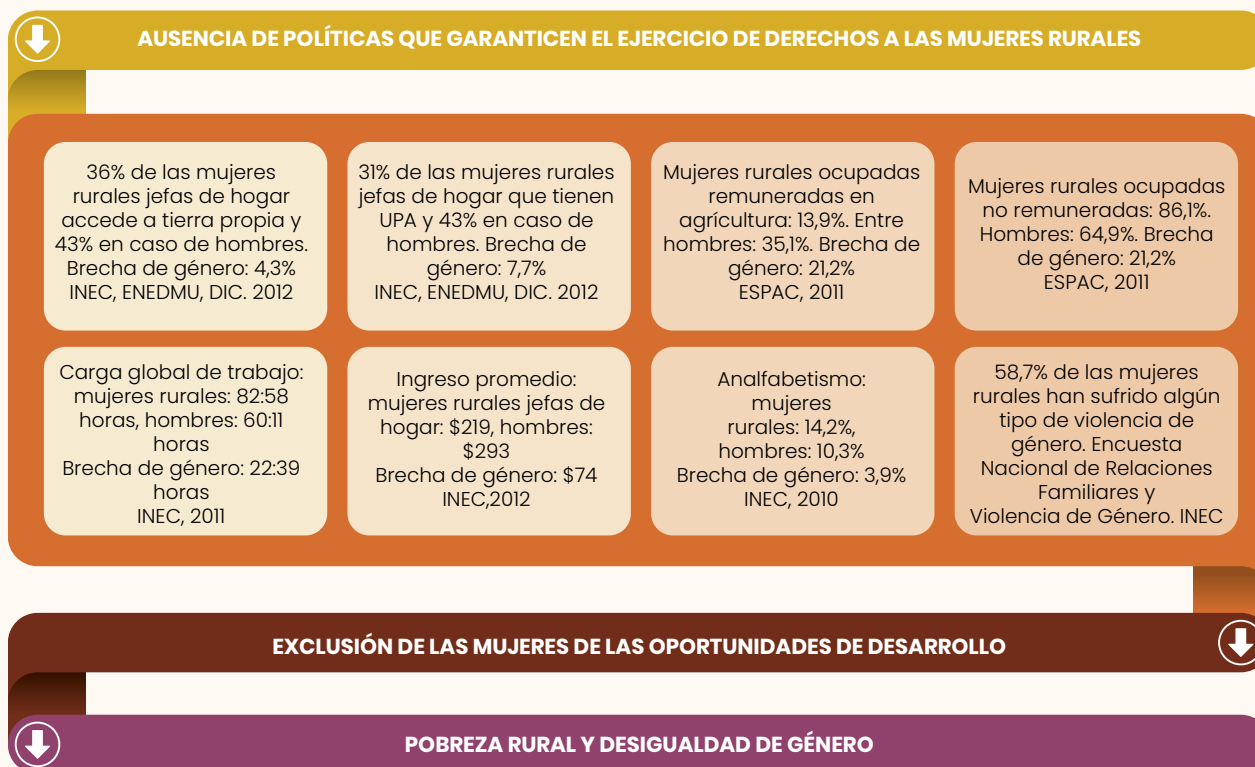 AUSENCIA DE POLÍTICAS QUE GARANTICEN EL EJERCICIO DE DERECHOS A LAS MUJERES RURALES
36% de las mujeres
rurales jefas de hogar
accede a tierra propia y
43% en caso de hombres.
Brecha de género: 4,3%
INEC, ENEDMU, DIC. 2012
31% de las mujeres rurales
jefas de hogar que tienen
UPA y 43% en caso de
hombres. Brecha de
género: 7,7%
INEC, ENEDMU, DIC. 2012
Mujeres rurales ocupadas
remuneradas en
agrícultura: 13,9%. Entre
hombres: 35,1%. Brecha de
género: 21,2%
ESPAC, 2011
Mujeres rurales ocupadas
no remuneradas: 86,1%.
Hombres: 64,9%. Brecha
de género: 21,2%
ESPAC, 2011
Carga global de trabajo:
mujeres rurales: 82:58
horas, hombres: 60:11
horas
Brecha de género: 22:39
horas
INEC, 2011
Ingreso promedio:
mujeres rurales jefas de
hogar: $219, hombres:
$293
Brecha de género: $74
INEC,2012
Analfabetismo:
mujeres
rurales: 14,2%,
hombres: 10,3%
Brecha de género: 3,9%
INEC, 2010
58,7% de las mujeres
rurales han sufrido algún
tipo de violencia de
género. Encuesta
Nacional de Relaciones
Familiares y
Violencia de Género. INEC
EXCLUSIÓN DE LAS MUJERES DE LAS OPORTUNIDADES DE DESARROLLO
POBREZA RURAL Y DESIGUALDAD DE GÉNERO